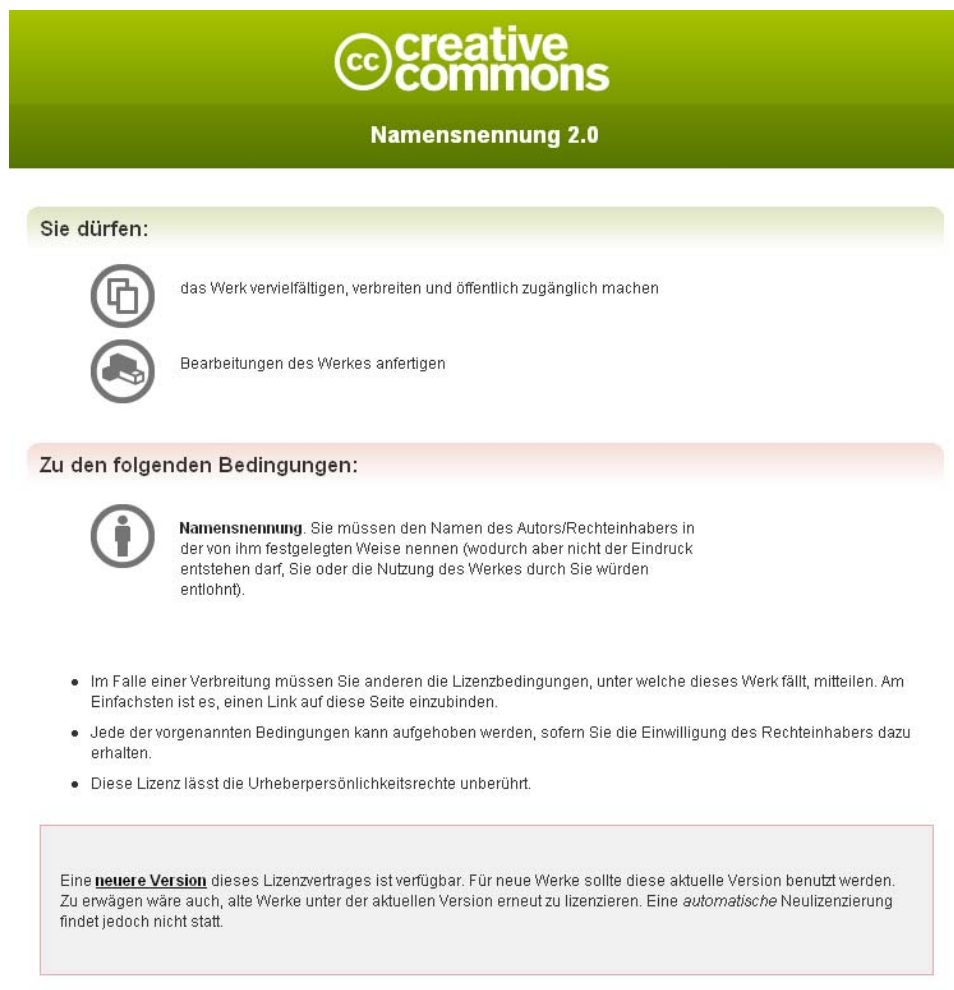 cc creative
commons
Namensnennung 2.0
Sie dürfen:
das Werk vervielfältigen, verbreiten und öffentlich zugänglich machen
Bearbeitungen des Werkes anfertigen
Zu den folgenden Bedingungen:
Namensnennung. Sie müssen den Namen des Autors/Rechteinhabers in
der von ihm festgelegten Weise nennen (wodurch aber nicht der Eindruck
entstehen darf, Sie oder die Nutzung des Werkes durch Sie würden
entlohnt).
• Im Falle einer Verbreitung müssen Sie anderen die Lizenzbedingungen, unter welche dieses Werk fällt, mitteilen. Am
Einfachsten ist es, einen Link auf diese Seite einzubinden.
• Jede der vorgenannten Bedingungen kann aufgehoben werden, sofern Sie die Einwilligung des Rechteinhabers dazu
erhalten.
• Diese Lizenz lässt die Urheberpersönlichkeitsrechte unberührt.
Eine neuere Version dieses Lizenzvertrages ist verfügbar. Für neue Werke sollte diese aktuelle Version benutzt werden.
Zu erwägen wäre auch, alte Werke unter der aktuellen Version erneut zu lizenzieren. Eine automatische Neulizenzierung
findet jedoch nicht statt.